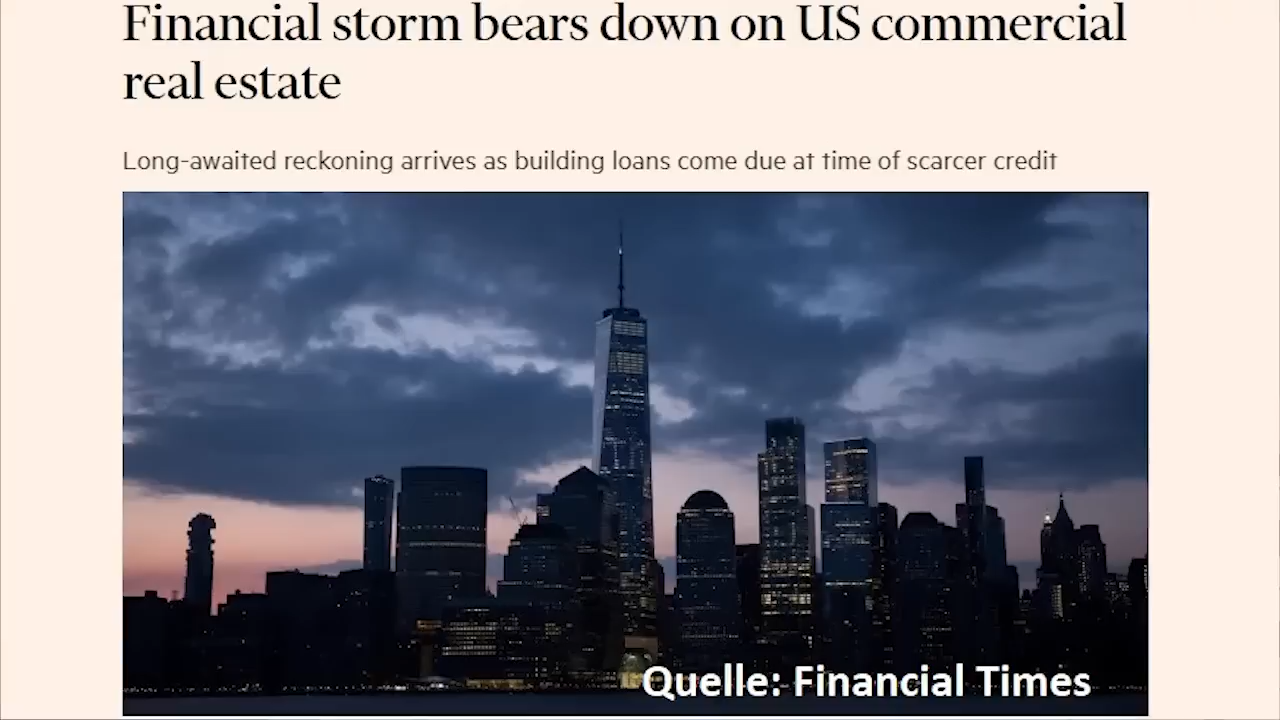 Financial storm bears down on US commercial
real estate
Long-awaited reckoning arrives as building loans come due at time of scarcer credit
Quelle: Financial Times